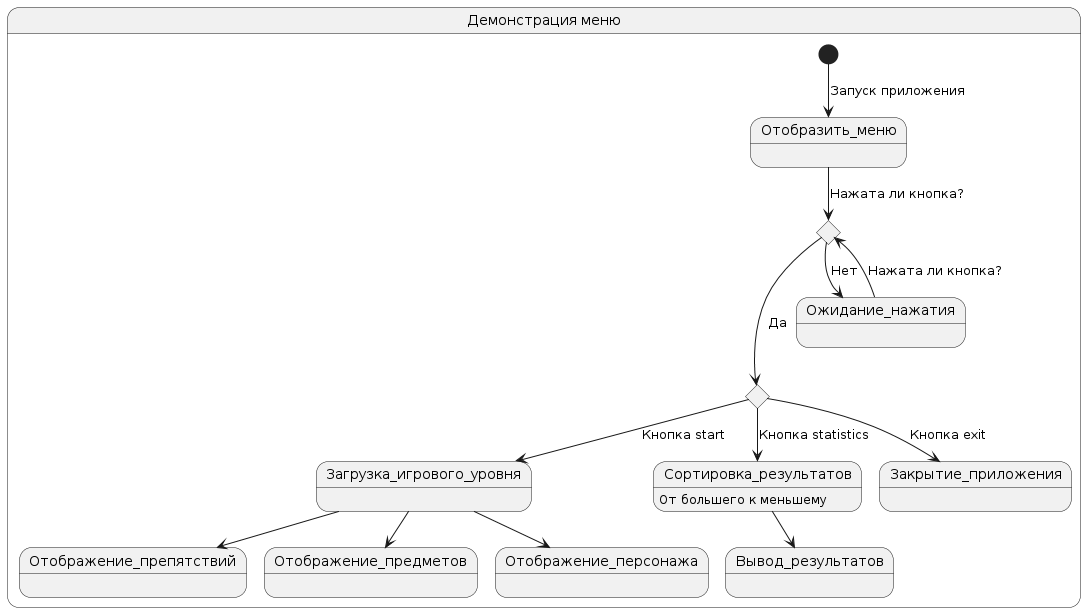 Демонстрация меню
Запуск приложения
Отобразить_меню
Нажата ли кнопка?
Нет
Нажата ли кнопка?
Ожидание_нажатия
Да
Кнопка start
Кнопка statistics
Кнопка exit
Загрузка_игрового_уровня
Сортировка_результатов
От большего к меньшему
Закрытие_приложения
Отображение_препятствий
Отображение_предметов
Отображение_персонажа
Вывод_результатов